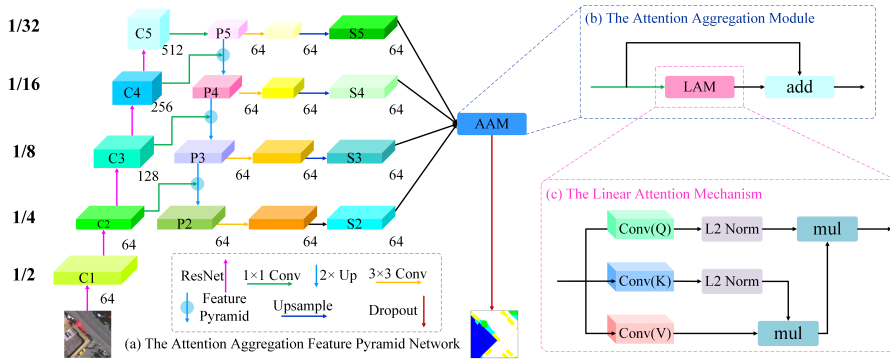 1/32
C5
512
P5
64
64
S5
64
1/16
C4
256
P4
64
64
S4
64
1/8
C3
128
P3
64
64
S3
64
1/4
C2
64
P2
64
64
S2
64
1/2
C1
64
AAM
ResNet
1×1 Conv
2× Up
3×3 Conv
Feature
Pyramid
Upsample
Dropout
(a) The Attention Aggregation Feature Pyramid Network
(b) The Attention Aggregation Module
LAM
add
(c) The Linear Attention Mechanism
Conv(Q)
L2 Norm
mul
Conv(K)
L2 Norm
Conv(V)
mul